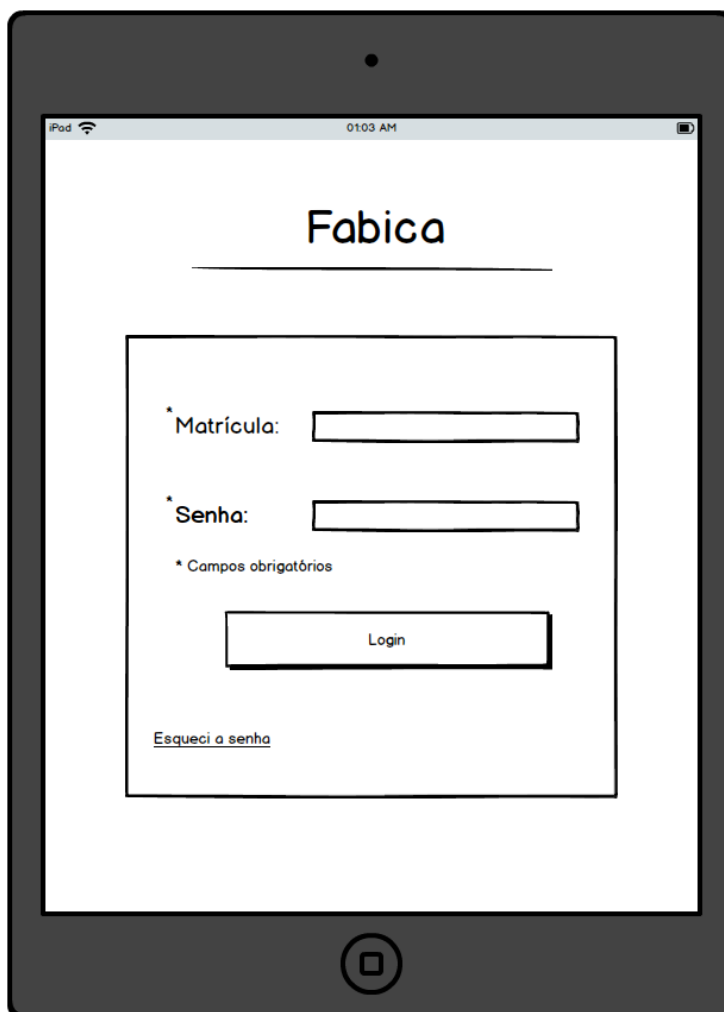 iPad 01:03 AM
Fabica
*Matrícula:
*Senha:
* Campos obrigatórios
Login
Esqueci a senha